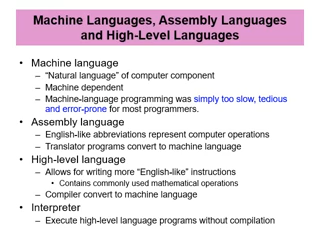 Machine Languages, Assembly Languages
and High-Level Languages
• Machine language
– “Natural language” of computer component
– Machine dependent
– Machine-language programming was simply too slow, tedious
and error-prone for most programmers.
• Assembly language
– English-like abbreviations represent computer operations
– Translator programs convert to machine language
• High-level language
– Allows for writing more “English-like” instructions
• Contains commonly used mathematical operations
– Compiler convert to machine language
• Interpreter
– Execute high-level language programs without compilation